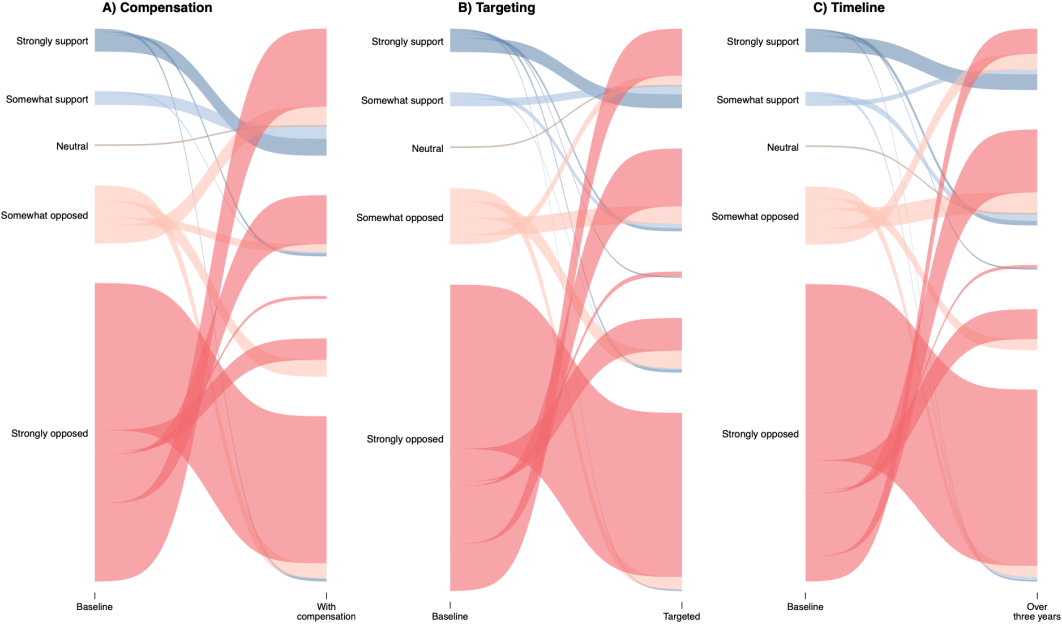 A) Compensation
Strongly support
Somewhat support
Neutral
Somewhat opposed
Strongly opposed
Baseline
With
compensation
B) Targeting
Strongly support
Somewhat support
Neutral
Somewhat opposed
Strongly opposed
Baseline
Targeted
C) Timeline
Strongly support
Somewhat support
Neutral
Somewhat opposed
Strongly opposed
Baseline
Over
three years